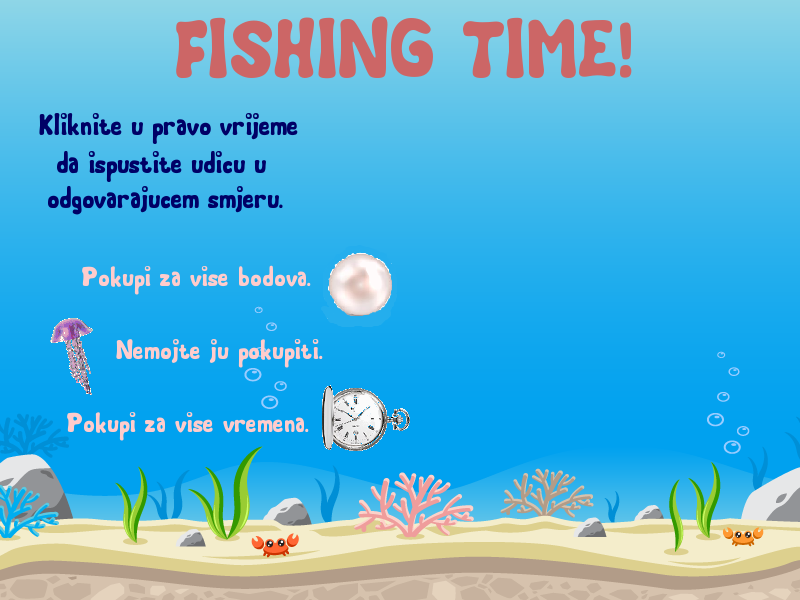 FISHING TIME!
Kliknite u pravo vrijeme
da ispustite udicu u
odgovarajucem smjeru.
Pokupi za vise bodova.
Nemojte ju pokupiti.
Pokupi za vise vremena.